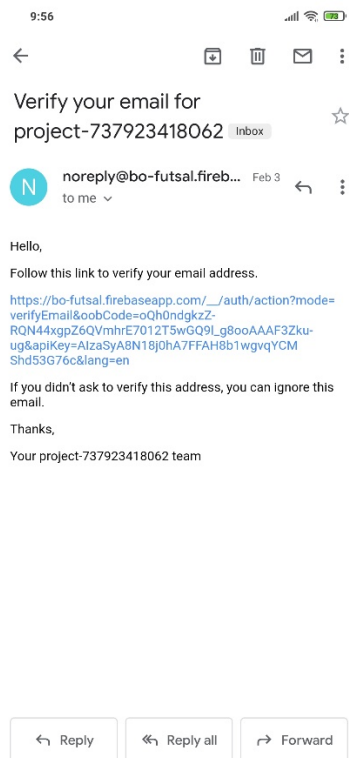 9:56
73
Verify your email for
project-737923418062 Inbox
N
noreply@bo-futsal.fireb... Feb 3
to me
Hello,
Follow this link to verify your email address.
https://bo-futsal.firebaseapp.com/__/auth/action?mode=
verifyEmail&oobCode=oQh0ndgkzZ-
RQN44xgpZ6QVmhrE7012T5wGQ9l_g8ooAAAF3Zku-
ug&apiKey=AIzaSyA8N18j0hA7FFAH8b1wgvqYCM
Shd53G76c&lang=en
If you didn't ask to verify this address, you can ignore this
email.
Thanks,
Your project-737923418062 team
Reply
Reply all
Forward